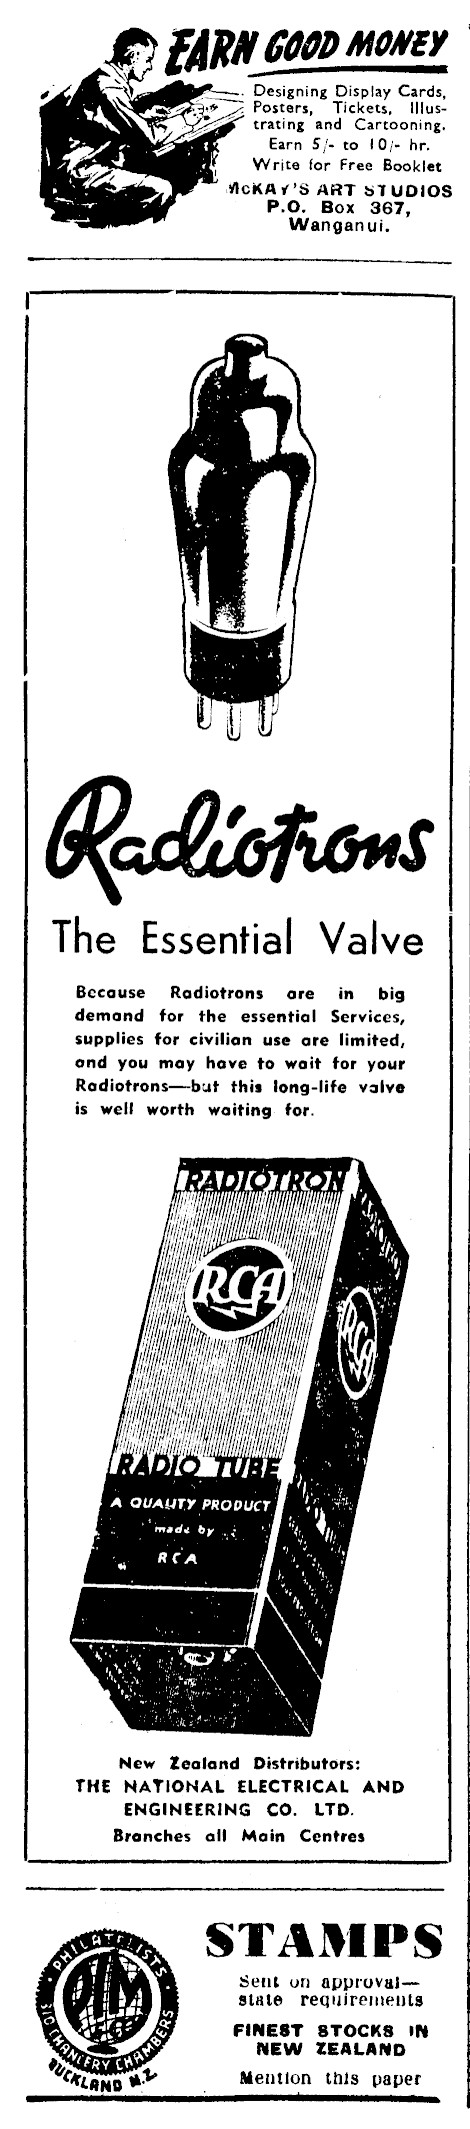 EARN GOOD MONEY
Designing Display Cards,
Posters, Tickets, Illus-
trating and Cartooning.
Earn 5/- to 10/- hr.
Write for Free Booklet
McKAY'S ART STUDIOS
P.O. Box 367,
Wanganui.
Radiotrons
The Essential Valve
Because Radiotrons are in big
demand for the essential Services,
supplies for civilian use are limited,
and you may have to wait for your
Radiotrons—but this long-life valve
is well worth waiting for.
RADIOTRON
RCA
RCA
RADIO TUBE
A QUALITY PRODUCT
made by
RCA
New Zealand Distributors:
THE NATIONAL ELECTRICAL AND
ENGINEERING CO. LTD.
Branches all Main Centres
PHILATELISTS
310 CHANCERY CHAMBERS
AUCKLAND N.Z.
STAMPS
Sent on approval—
state requirements
FINEST STOCKS IN
NEW ZEALAND
Mention this paper